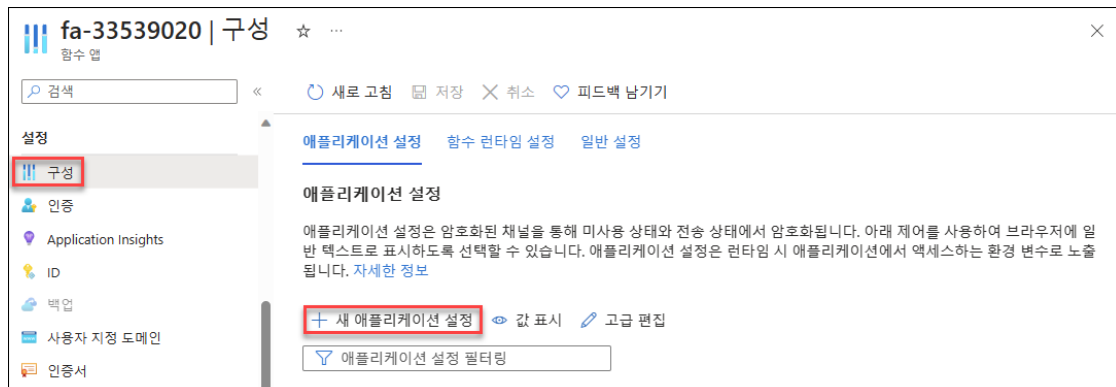 fa-33539020 | 구성
함수 앱
검색
새로 고침 저장 취소 피드백 남기기
설정
구성
인증
Application Insights
ID
백업
사용자 지정 도메인
인증서
애플리케이션 설정 함수 런타임 설정 일반 설정
애플리케이션 설정
애플리케이션 설정은 암호화된 채널을 통해 미사용 상태와 전송 상태에서 암호화됩니다. 아래 제어를 사용하여 브라우저에 일
반 텍스트로 표시하도록 선택할 수 있습니다. 애플리케이션 설정은 런타임 시 애플리케이션에서 액세스하는 환경 변수로 노출
됩니다. 자세한 정보
새 애플리케이션 설정 값 표시 고급 편집
애플리케이션 설정 필터링